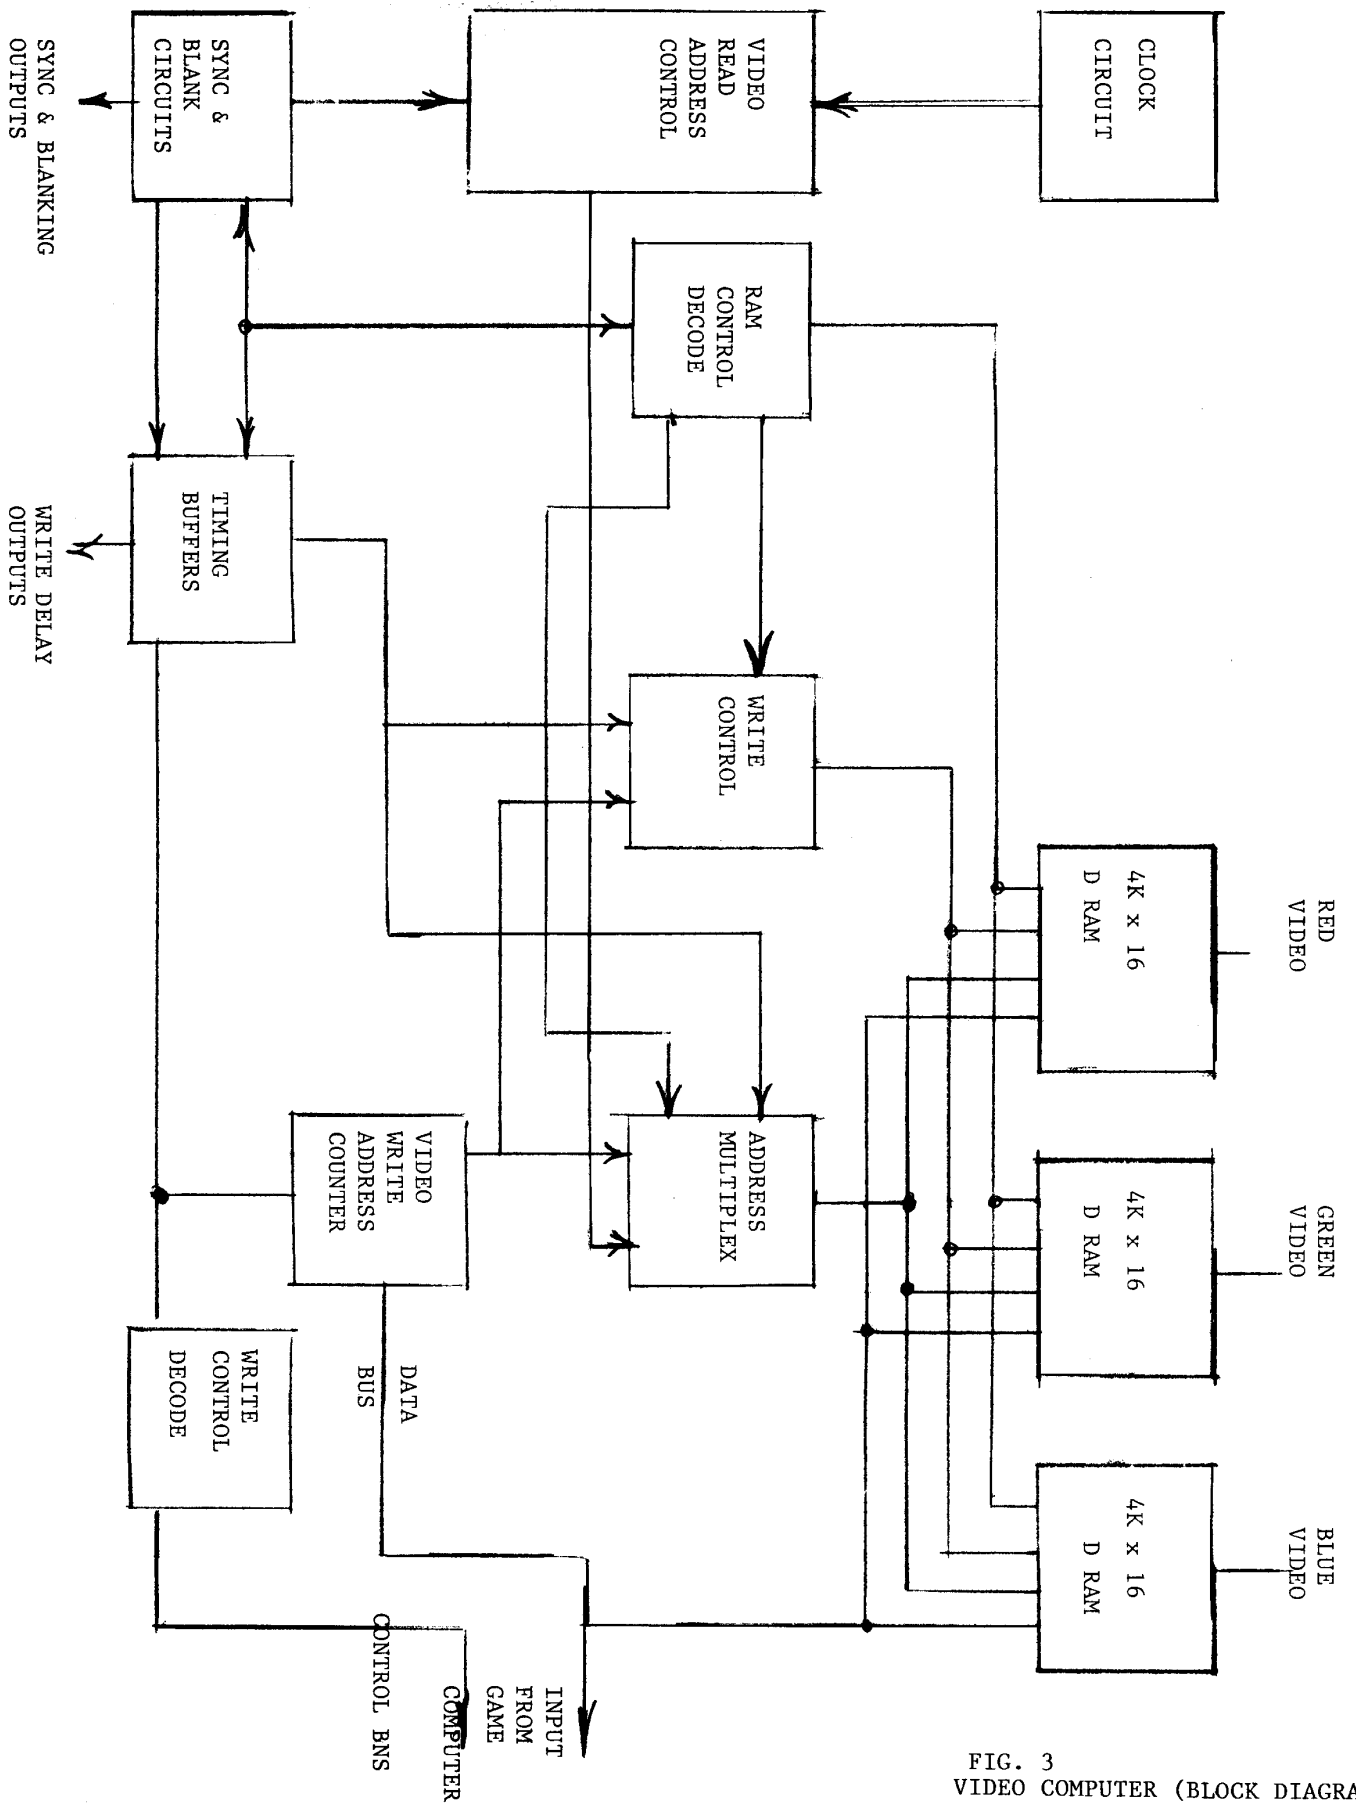 CLOCK
CIRCUIT
VIDEO
READ
ADDRESS
CONTROL
SYNC &
BLANK
CIRCUITS
SYNC & BLANKING
OUTPUTS
RAM
CONTROL
DECODE
TIMING
BUFFERS
WRITE DELAY
OUTPUTS
WRITE
CONTROL
RED
VIDEO
4K x 16
D RAM
GREEN
VIDEO
4K x 16
D RAM
BLUE
VIDEO
4K x 16
D RAM
ADDRESS
MULTIPLEX
VIDEO
WRITE
ADDRESS
COUNTER
WRITE
CONTROL
DECODE
DATA
BUS
INPUT
FROM
GAME
COMPUTER
CONTROL BNS
FIG. 3
VIDEO COMPUTER (BLOCK DIAGRA